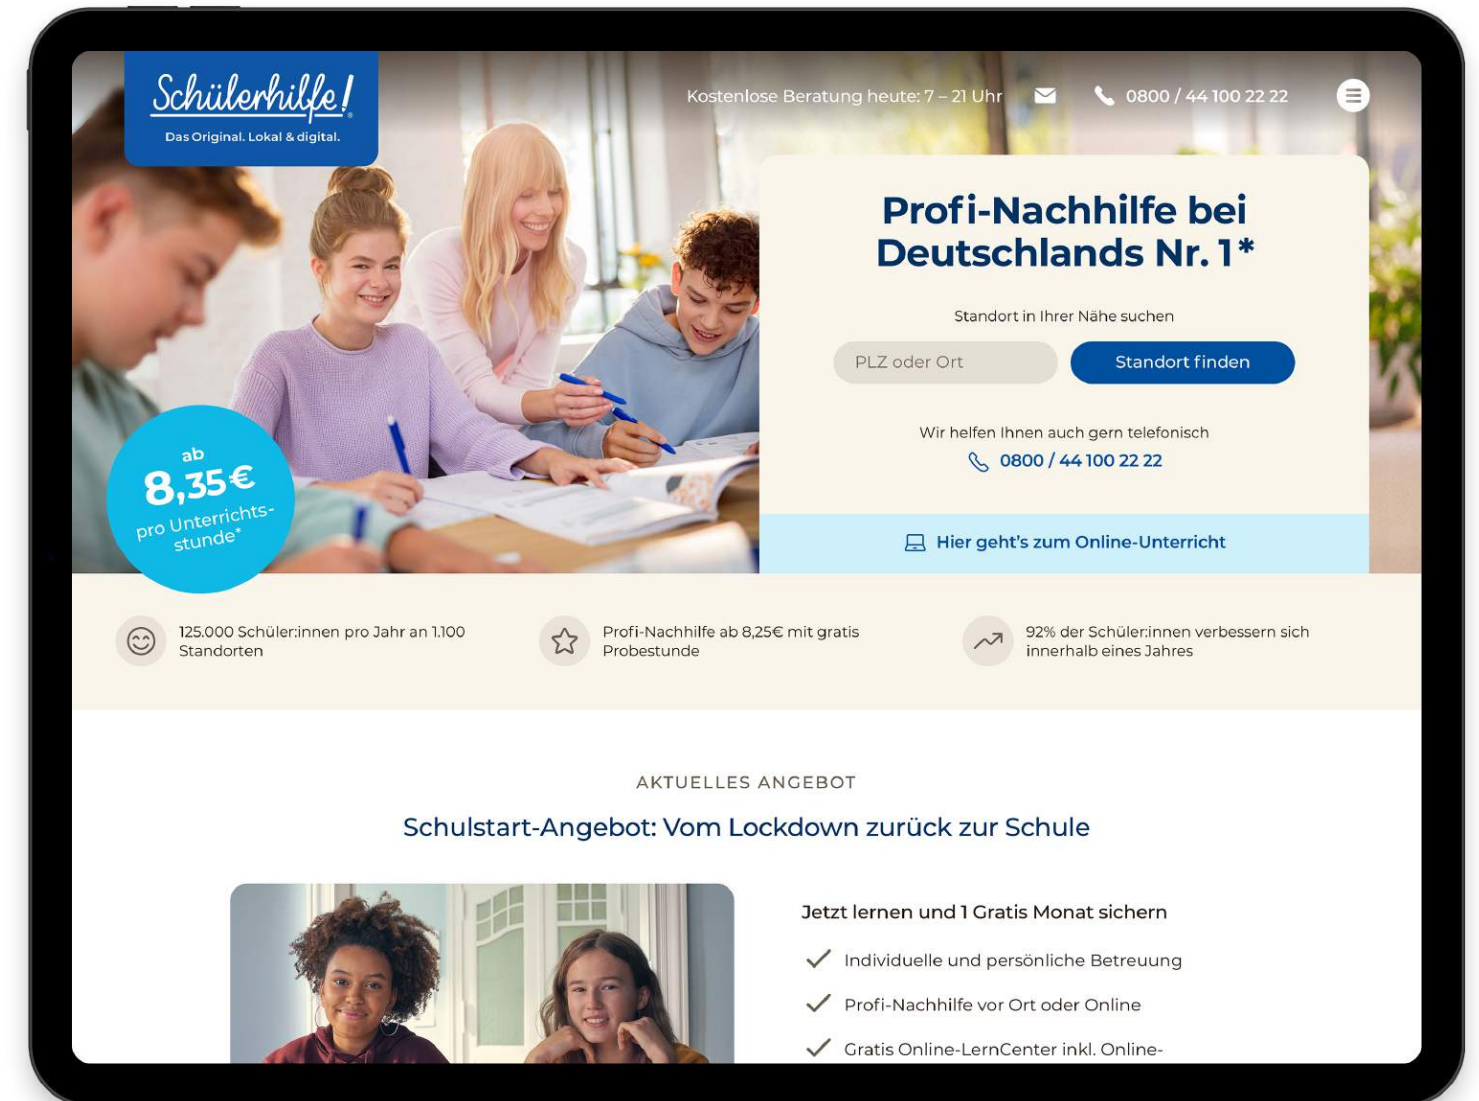 Schülerhilfe!
Das Original. Lokal & digital.
Kostenlose Beratung heute: 7 – 21 Uhr
0800 / 44 100 22 22
Profi-Nachhilfe bei
Deutschlands Nr. 1*
Standort in Ihrer Nähe suchen
PLZ oder Ort
Standort finden
Wir helfen Ihnen auch gern telefonisch
0800 / 44 100 22 22
Hier geht's zum Online-Unterricht
ab
8,35€
pro Unterrichts-
stunde*
125.000 Schüler:innen pro Jahr an 1.100
Standorten
Profi-Nachhilfe ab 8,25€ mit gratis
Probestunde
92% der Schüler:innen verbessern sich
innerhalb eines Jahres
AKTUELLES ANGEBOT
Schulstart-Angebot: Vom Lockdown zurück zur Schule
Jetzt lernen und 1 Gratis Monat sichern
Individuelle und persönliche Betreuung
Profi-Nachhilfe vor Ort oder Online
Gratis Online-LernCenter inkl. Online-